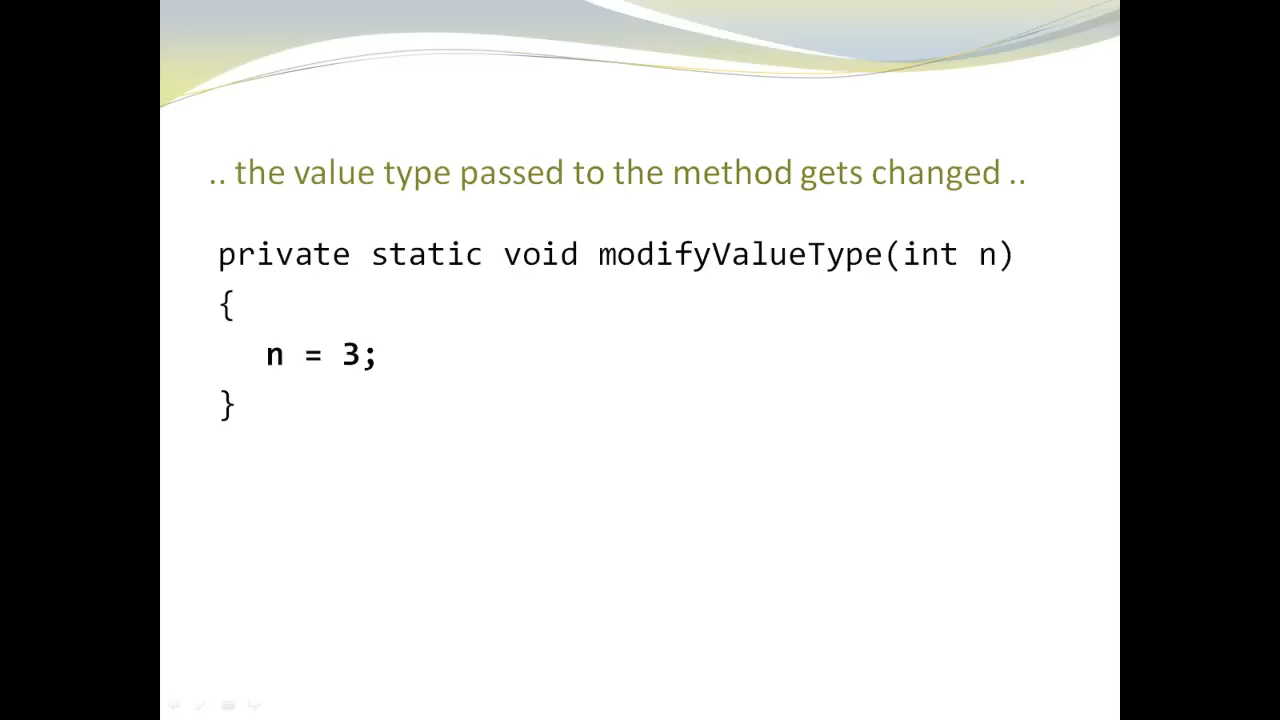 .. the value type passed to the method gets changed ..
private static void modifyValueType(int n)
{
n = 3;
}